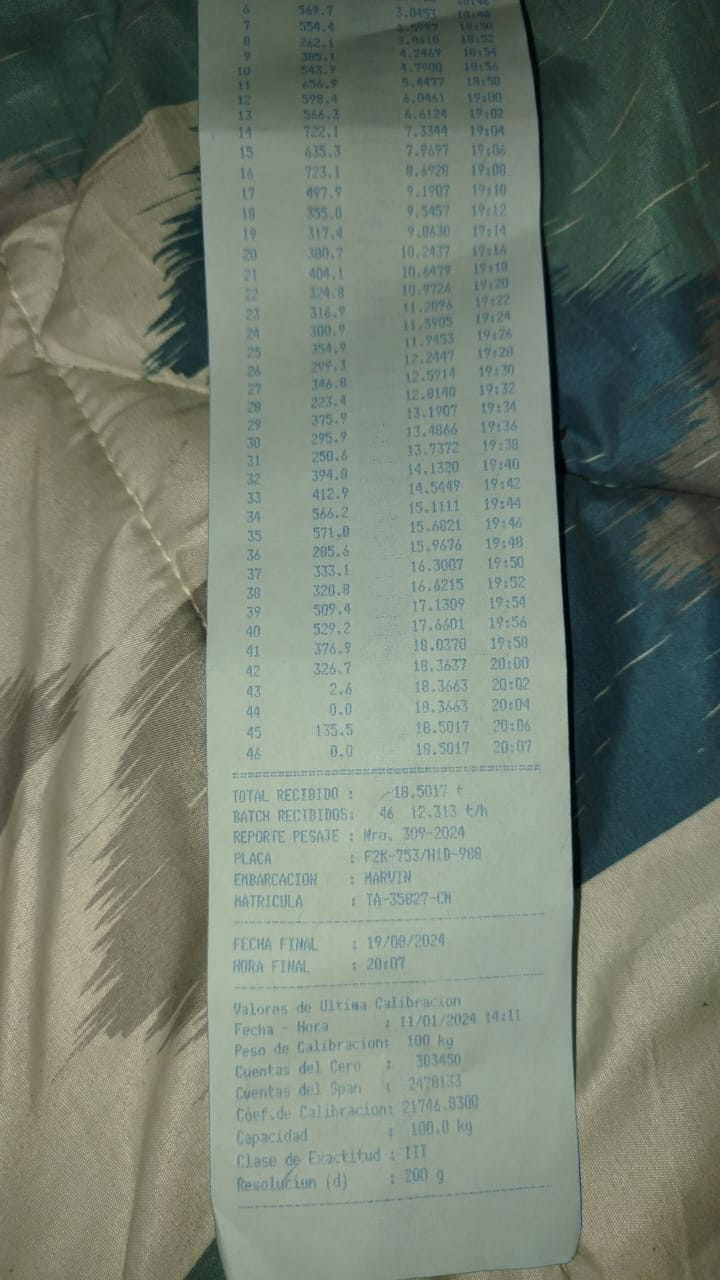 6 569.7 3.0453 18:48
7 554.4 3.5997 18:50
8 262.1 3.8618 18:52
9 385.1 4.2469 18:54
10 543.9 4.7908 18:56
11 656.9 5.4477 18:58
12 598.4 6.0461 19:00
13 566.3 6.6124 19:02
14 722.1 7.3344 19:04
15 635.3 7.9697 19:06
16 723.1 8.6928 19:08
17 497.9 9.1907 19:10
18 355.0 9.5457 19:12
19 317.4 9.8630 19:14
20 380.7 10.2437 19:16
21 404.1 10.6479 19:18
22 324.8 10.9726 19:20
23 316.9 11.2896 19:22
24 300.9 11.5905 19:24
25 354.9 11.9453 19:26
26 299.3 12.2447 19:28
27 346.8 12.5914 19:30
28 223.4 12.8148 19:32
29 375.9 13.1907 19:34
30 295.9 13.4866 19:36
31 250.6 13.7372 19:38
32 394.8 14.1320 19:40
33 412.9 14.5449 19:42
34 566.2 15.1111 19:44
35 571.0 15.6821 19:46
36 285.6 15.9676 19:48
37 333.1 16.3007 19:50
38 320.8 16.6215 19:52
39 509.4 17.1309 19:54
40 529.2 17.6601 19:56
41 376.9 18.0370 19:58
42 326.7 18.3637 20:00
43 2.6 18.3663 20:02
44 0.0 18.3663 20:04
45 135.5 18.5017 20:06
46 0.0 18.5017 20:07
TOTAL RECIBIDO : 18.5017 t
BATCH RECIBIDOS: 46 12.313 t/h
REPORTE PESAJE : Nro. 309-2024
PLACA : F2K-753/H1D-988
EMBARCACION : MARVIN
MATRICULA : TA-35827-CM
FECHA FINAL : 19/08/2024
HORA FINAL : 20:07
Valores de Ultima Calibracion
Fecha - Hora : 11/01/2024 14:11
Peso de Calibracion: 100 kg
Cuentas del Cero : 303450
Cuentas del Span : 2478133
Coef.de Calibracion: 21746.8300
Capacidad : 100.0 kg
Clase de Exactitud : III
Resolucion (d) : 200 g